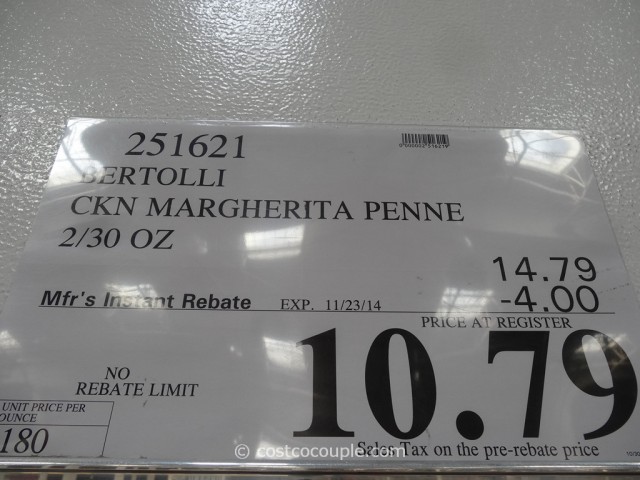 251621
BERTOLLI
CKN MARGHERITA PENNE
2/30 OZ
14.79
Mfr's Instant Rebate EXP. 11/23/14 -4.00
PRICE AT REGISTER
10.79
NO
REBATE LIMIT
UNIT PRICE PER
OUNCE
180
Sales Tax on the pre-rebate price
© costcocouple.com